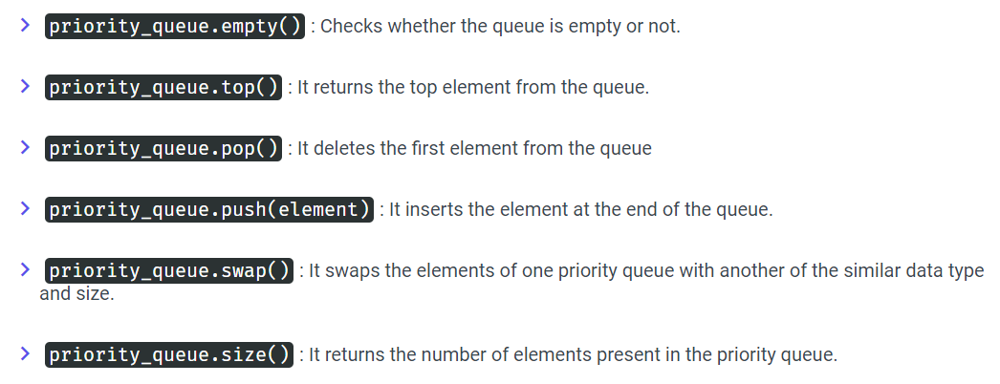 priority_queue.empty() : Checks whether the queue is empty or not.
priority_queue.top() : It returns the top element from the queue.
priority_queue.pop() : It deletes the first element from the queue
priority_queue.push(element) : It inserts the element at the end of the queue.
priority_queue.swap() : It swaps the elements of one priority queue with another of the similar data type
and size.
priority_queue.size() : It returns the number of elements present in the priority queue.